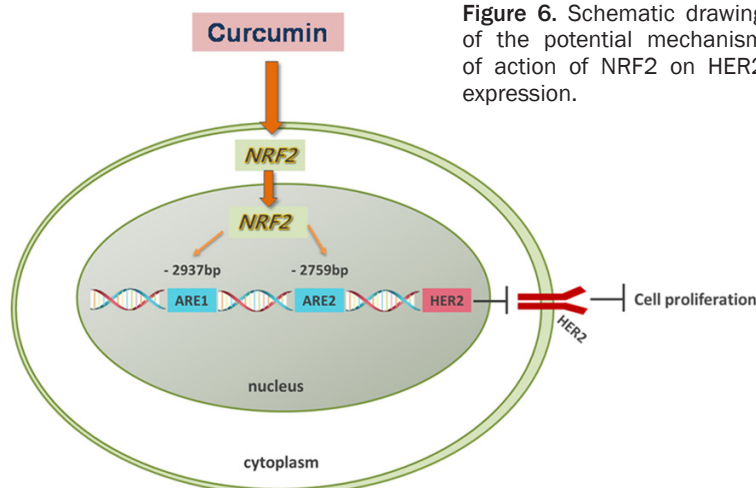 Figure 6. Schematic drawing
of the potential mechanism
of action of NRF2 on HER2
expression.
Curcumin
NRF2
NRF2
- 2937bp
- 2759bp
ARE1
ARE2
HER2
HER2
Cell proliferation
nucleus
cytoplasm